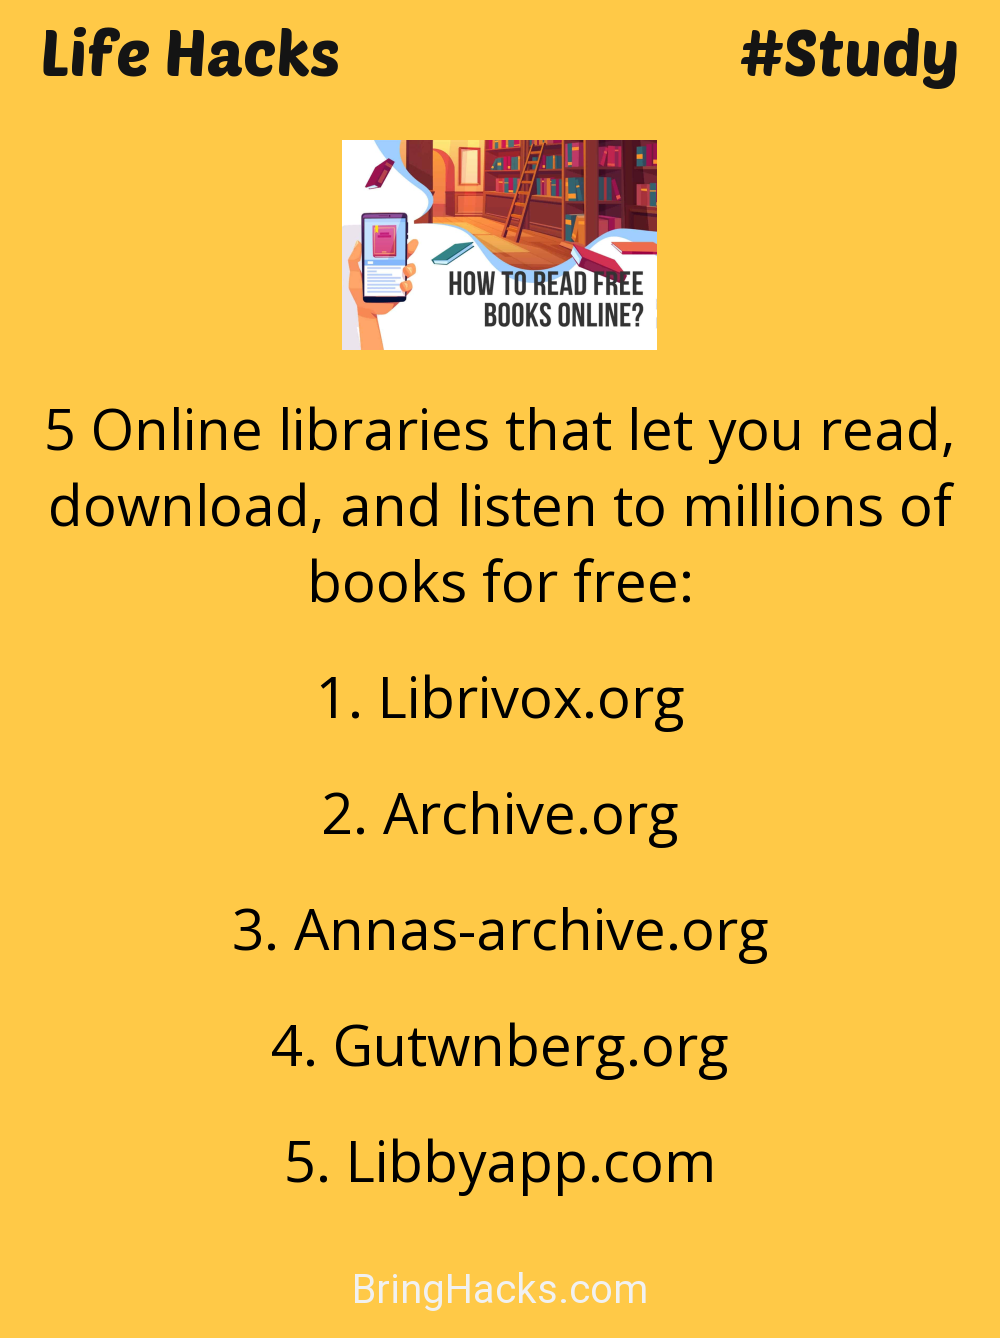 Life Hacks
#Study
HOW TO READ FREE
BOOKS ONLINE?
5 Online libraries that let you read,
download, and listen to millions of
books for free:
1. Librivox.org
2. Archive.org
3. Annas-archive.org
4. Gutwnberg.org
5. Libbyapp.com
BringHacks.com